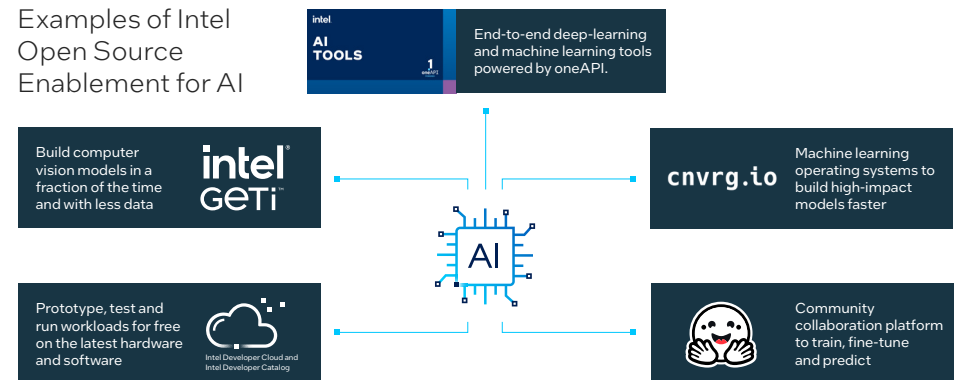 Examples of Intel
Open Source
Enablement for AI
intel
AI
TOOLS
1
oneAPI
End-to-end deep-learning
and machine learning tools
powered by oneAPI.
Build computer
vision models in a
fraction of the time
and with less data
intel®
GETi™
cnvrg.io
Machine learning
operating systems to
build high-impact
models faster
AI
Prototype, test and
run workloads for free
on the latest hardware
and software
Intel Developer Cloud and
Intel Developer Catalog
Community
collaboration platform
to train, fine-tune
and predict